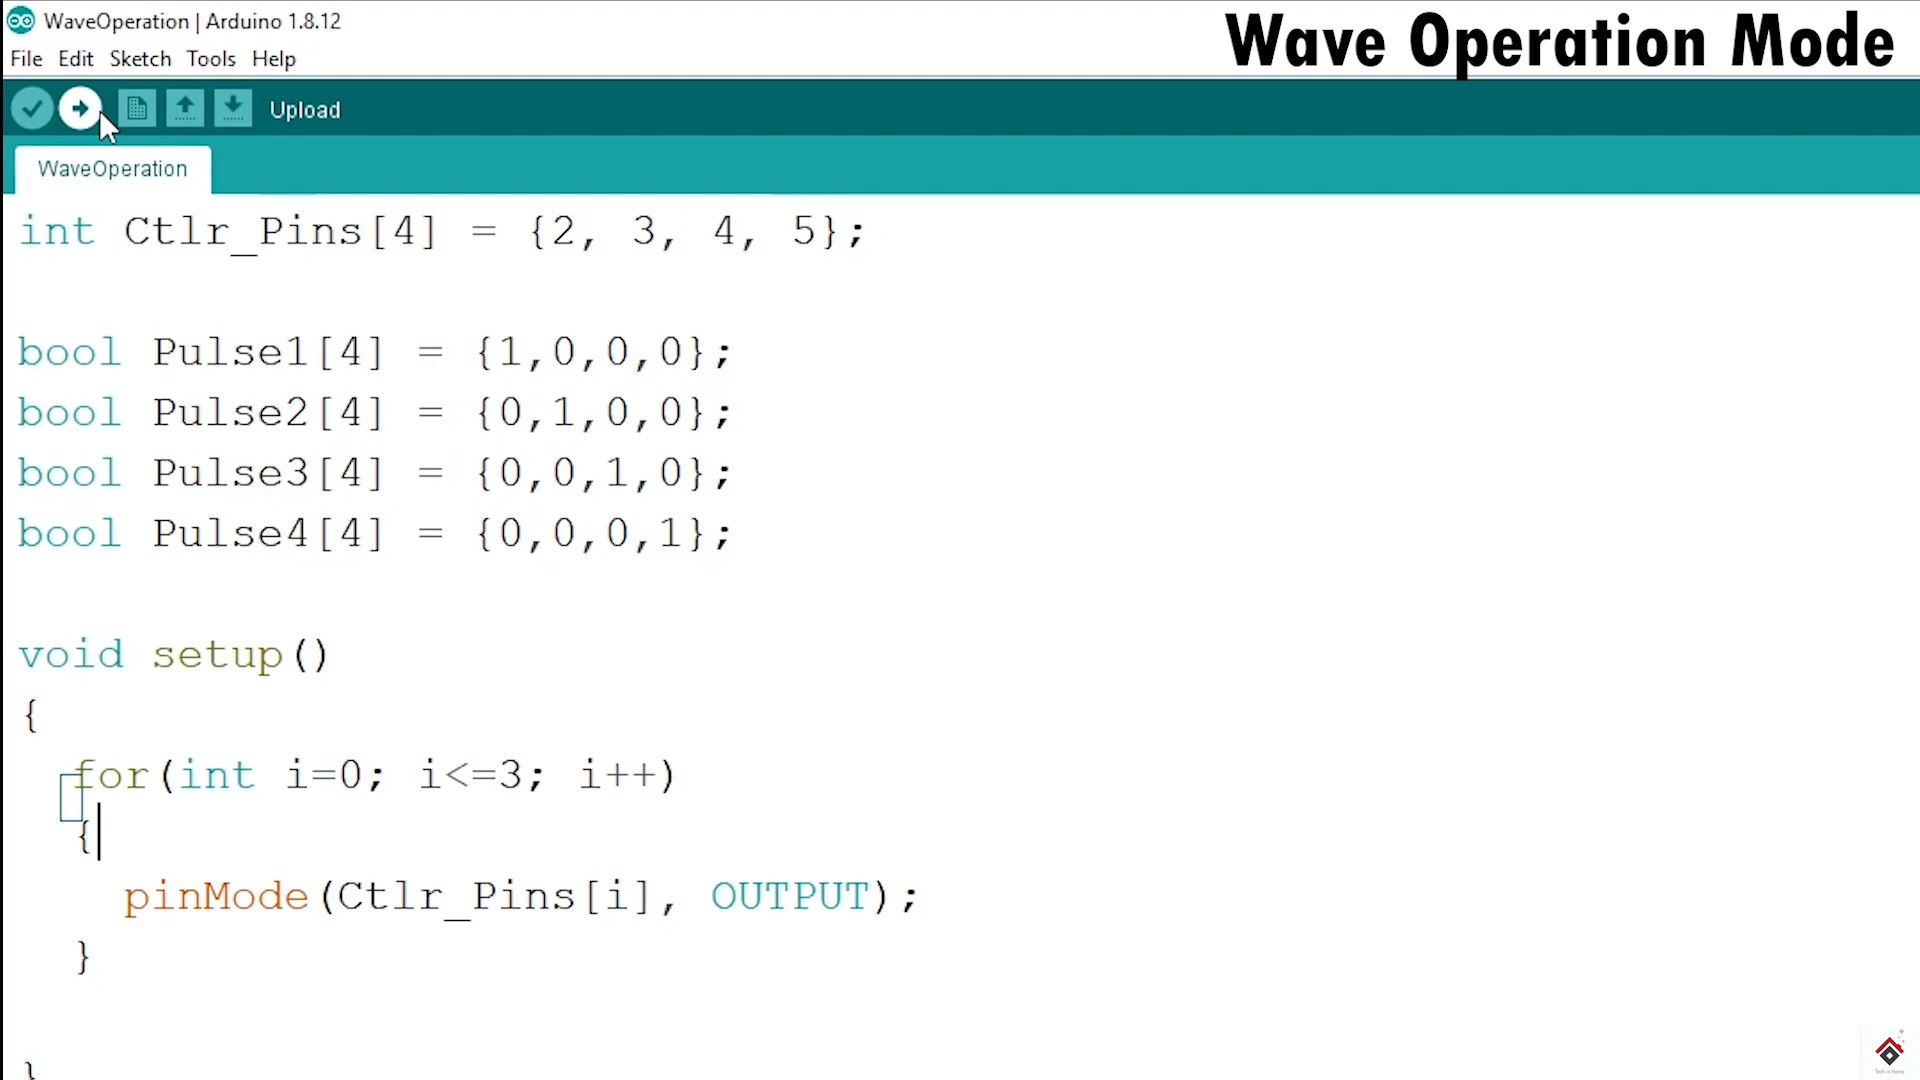 WaveOperation | Arduino 1.8.12
Wave Operation Mode
File Edit Sketch Tools Help
Upload
WaveOperation
int Ctlr_Pins[4] = {2, 3, 4, 5};
bool Pulse1[4] = {1,0,0,0};
bool Pulse2[4] = {0,1,0,0};
bool Pulse3[4] = {0,0,1,0};
bool Pulse4[4] = {0,0,0,1};
void setup()
{
for(int i=0; i<=3; i++)
{
pinMode(Ctlr_Pins[i], OUTPUT);
}
}
Tech at Home